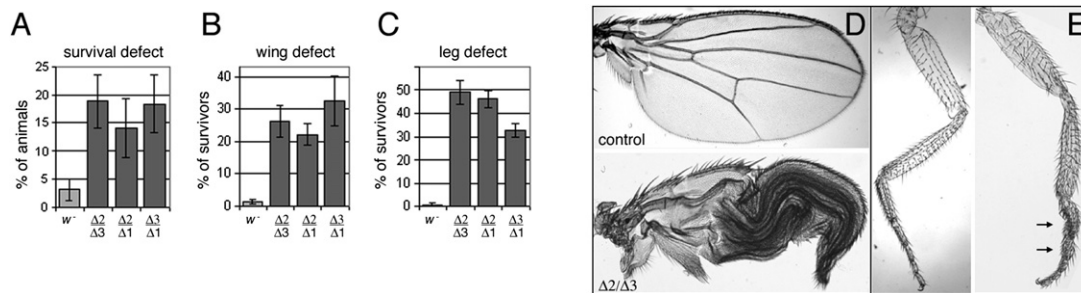 A
survival defect
% of animals
25
20
15
10
5
0
w-
Δ2
Δ3
Δ2
Δ1
Δ3
Δ1
B
wing defect
% of survivors
40
30
20
10
0
w-
Δ2
Δ3
Δ2
Δ1
Δ3
Δ1
C
leg defect
% of survivors
50
40
30
20
10
0
w-
Δ2
Δ3
Δ2
Δ1
Δ3
Δ1
D
control
Δ2/Δ3
E